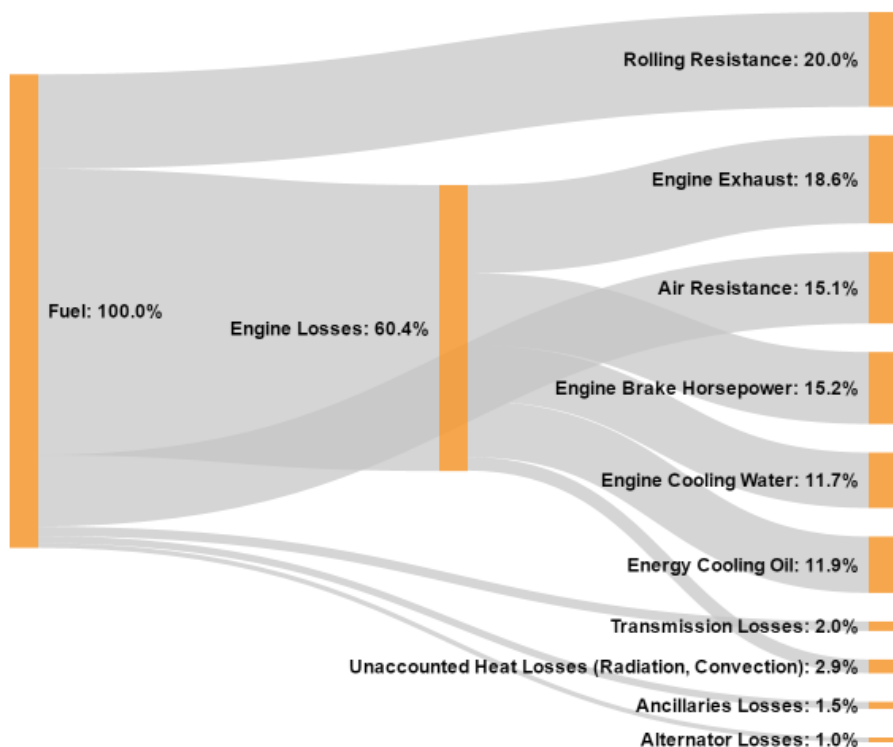 Rolling Resistance: 20.0%
Engine Exhaust: 18.6%
Air Resistance: 15.1%
Fuel: 100.0%
Engine Losses: 60.4%
Engine Brake Horsepower: 15.2%
Engine Cooling Water: 11.7%
Energy Cooling Oil: 11.9%
Transmission Losses: 2.0%
Unaccounted Heat Losses (Radiation, Convection): 2.9%
Ancillaries Losses: 1.5%
Alternator Losses: 1.0%